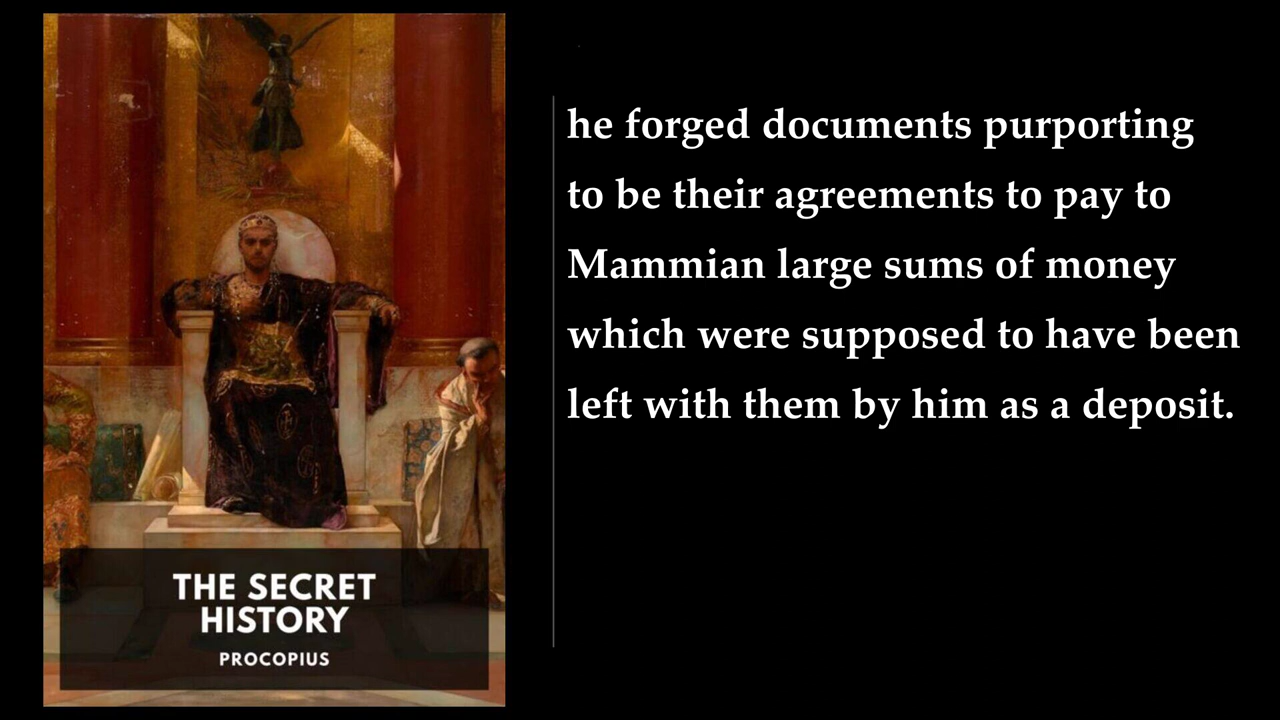 THE SECRET
HISTORY
PROCOPIUS
he forged documents purporting
to be their agreements to pay to
Mammian large sums of money
which were supposed to have been
left with them by him as a deposit.